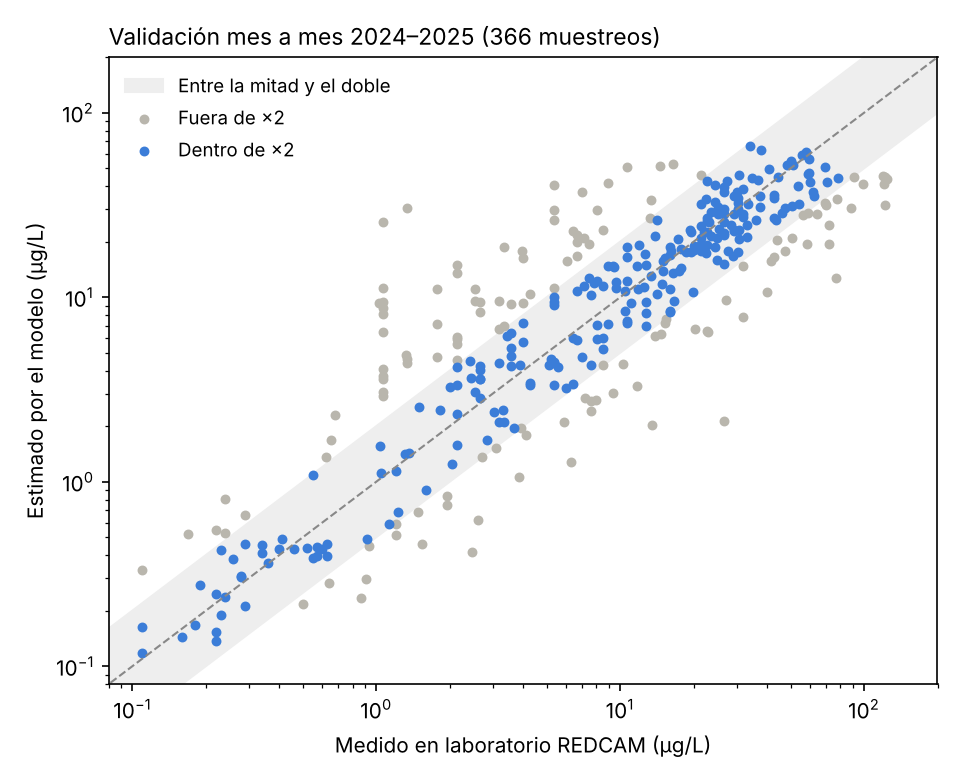 Validación mes a mes 2024–2025 (366 muestreos)
Entre la mitad y el doble
Fuera de ×2
Dentro de ×2
Estimado por el modelo (µg/L)
10²
10¹
10⁰
10⁻¹
10⁻¹ 10⁰ 10¹ 10²
Medido en laboratorio REDCAM (µg/L)